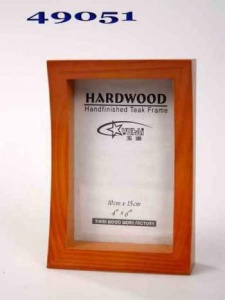 49051
HARDWOOD
Handfinished Teak Frame
10cm x 15cm
4" x 6"